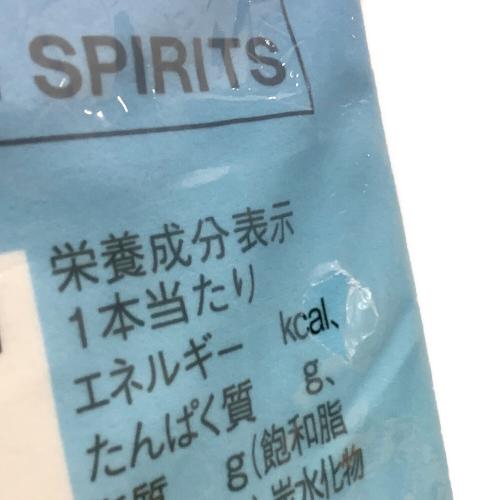 SPIRITS
栄養成分表示
1本当たり
エネルギー kcal、
たんぱく質 g、
質 g(飽和脂
炭水化物